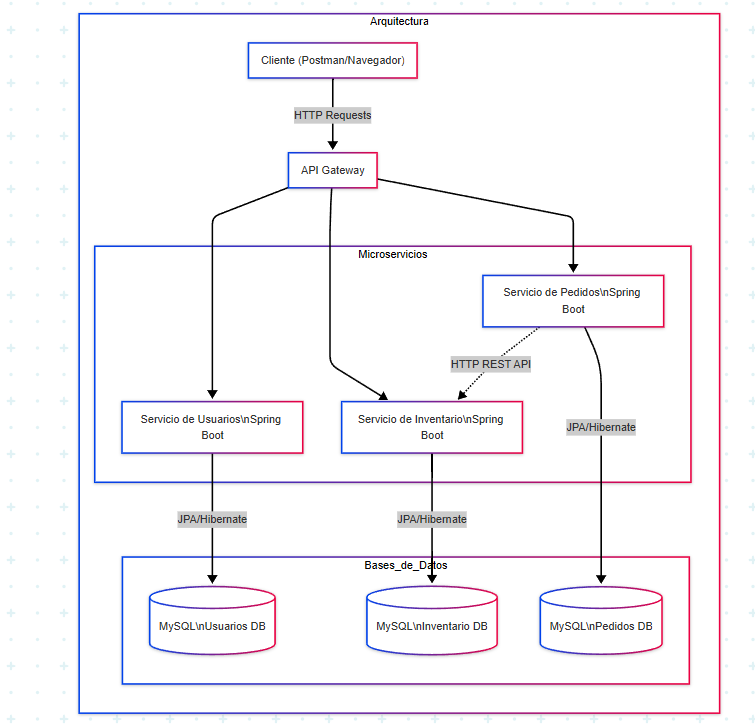 Arquitectura
Cliente (Postman/Navegador)
HTTP Requests
API Gateway
Microservicios
Servicio de Pedidos\nSpring
Boot
HTTP REST API
Servicio de Usuarios\nSpring
Boot
Servicio de Inventario\nSpring
Boot
JPA/Hibernate
JPA/Hibernate
JPA/Hibernate
Bases_de_Datos
MySQL\nUsuarios DB
MySQL\nInventario DB
MySQL\nPedidos DB